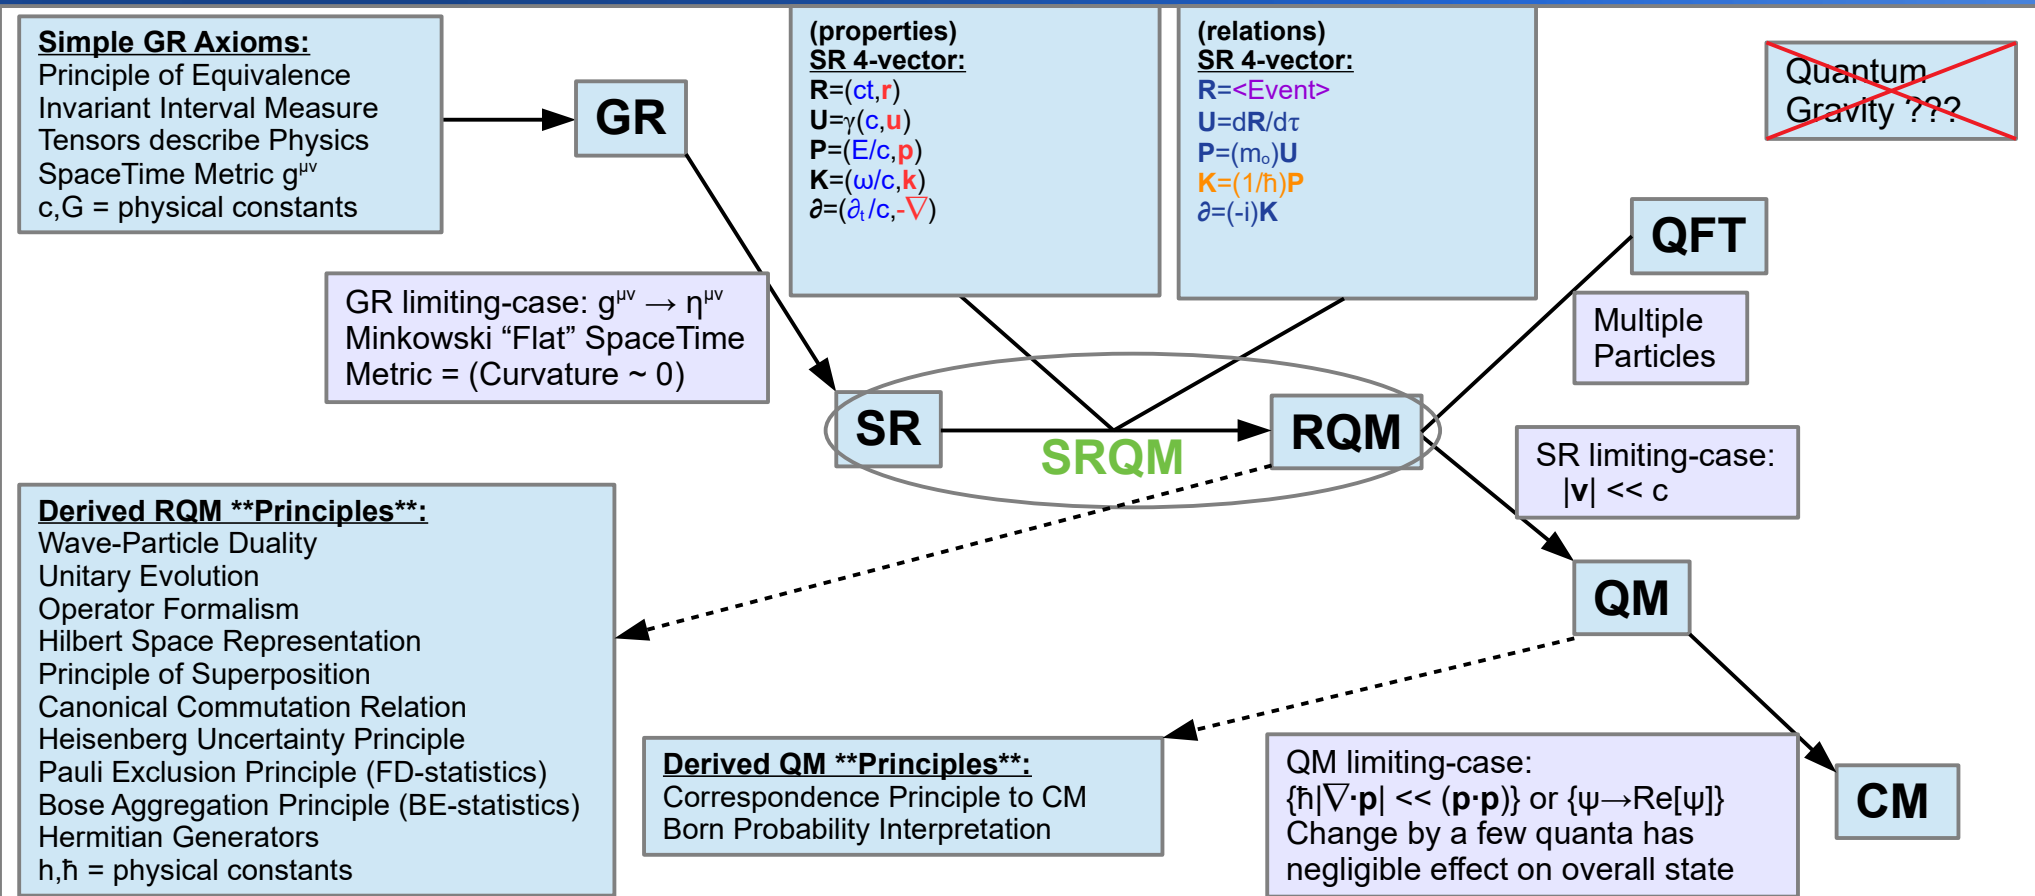 Simple GR Axioms:
Principle of Equivalence
Invariant Interval Measure
Tensors describe Physics
SpaceTime Metric g^μν
c,G = physical constants
GR
(properties)
SR 4-vector:
R=(ct,r)
U=γ(c,u)
P=(E/c,p)
K=(ω/c,k)
∂=(∂ₜ/c,-∇)
(relations)
SR 4-vector:
R=<Event>
U=dR/dτ
P=(mₒ)U
K=(1/ħ)P
∂=(-i)K
Quantum
Gravity ???
QFT
Multiple
Particles
GR limiting-case: g^μν → η^μν
Minkowski “Flat” SpaceTime
Metric = (Curvature ~ 0)
SR
SRQM
RQM
SR limiting-case:
|v| << c
Derived RQM **Principles**:
Wave-Particle Duality
Unitary Evolution
Operator Formalism
Hilbert Space Representation
Principle of Superposition
Canonical Commutation Relation
Heisenberg Uncertainty Principle
Pauli Exclusion Principle (FD-statistics)
Bose Aggregation Principle (BE-statistics)
Hermitian Generators
h,ħ = physical constants
QM
Derived QM **Principles**:
Correspondence Principle to CM
Born Probability Interpretation
QM limiting-case:
{ħ|∇·p| << (p·p)} or {ψ→Re[ψ]}
Change by a few quanta has
negligible effect on overall state
CM